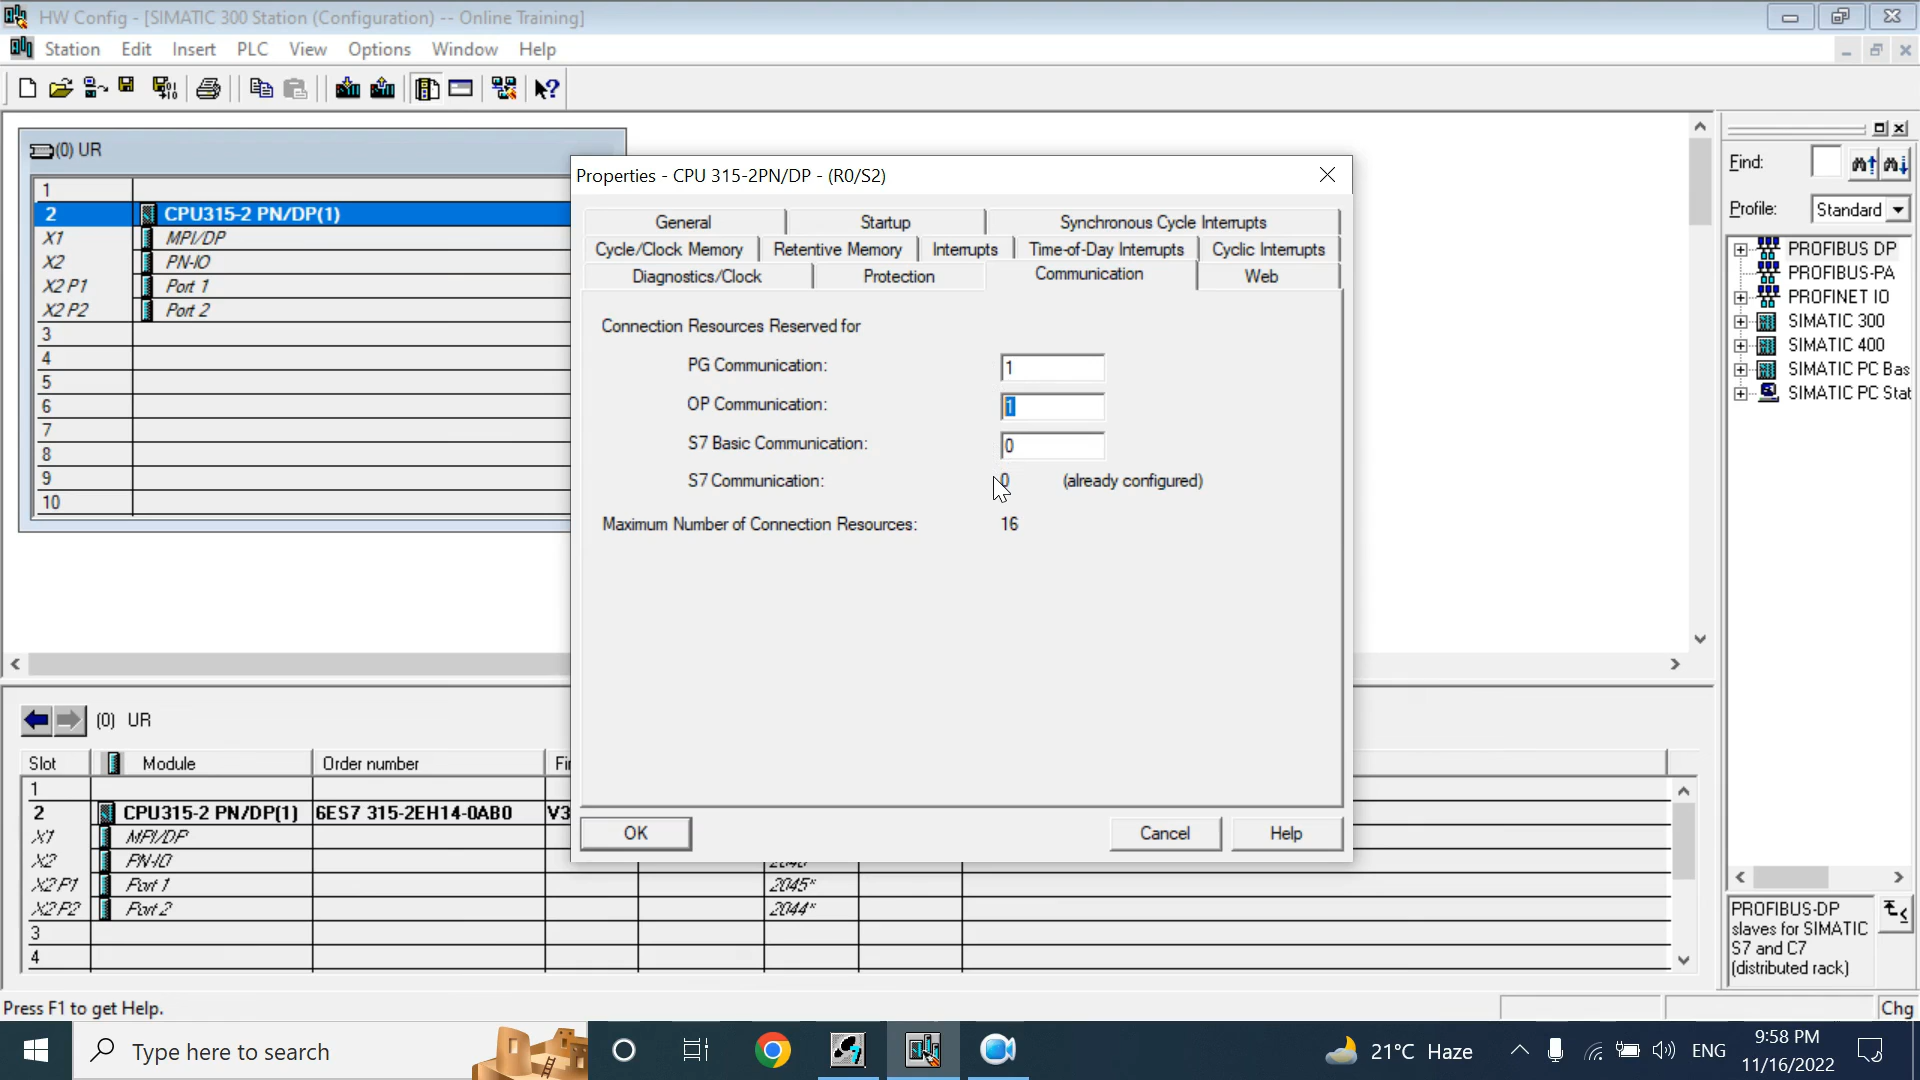 HW Config - [SIMATIC 300 Station (Configuration) -- Online Training]
Station Edit Insert PLC View Options Window Help
(0) UR
1
2 CPU315-2 PN/DP(1)
X1 MPI/DP
X2 PN-IO
X2 P1 Port 1
X2 P2 Port 2
3
4
5
6
7
8
9
10
Properties - CPU 315-2PN/DP - (R0/S2)
General Startup Synchronous Cycle Interrupts
Cycle/Clock Memory Retentive Memory Interrupts Time-of-Day Interrupts Cyclic Interrupts
Diagnostics/Clock Protection Communication Web
Connection Resources Reserved for
PG Communication: 1
OP Communication: 1
S7 Basic Communication: 0
S7 Communication: 0 (already configured)
Maximum Number of Connection Resources: 16
OK Cancel Help
Find:
Profile: Standard
PROFIBUS DP
PROFIBUS-PA
PROFINET IO
SIMATIC 300
SIMATIC 400
SIMATIC PC Bas
SIMATIC PC Stat
PROFIBUS-DP
slaves for SIMATIC
S7 and C7
(distributed rack)
(0) UR
Slot Module Order number Fi
1
2 CPU315-2 PN/DP(1) 6ES7 315-2EH14-0AB0 V3
X1 MPI/DP
X2 PN-IO
X2 P1 Port 1 2045*
X2 P2 Port 2 2044*
3
4
Press F1 to get Help.
Chg
Type here to search
21°C Haze
ENG
9:58 PM
11/16/2022